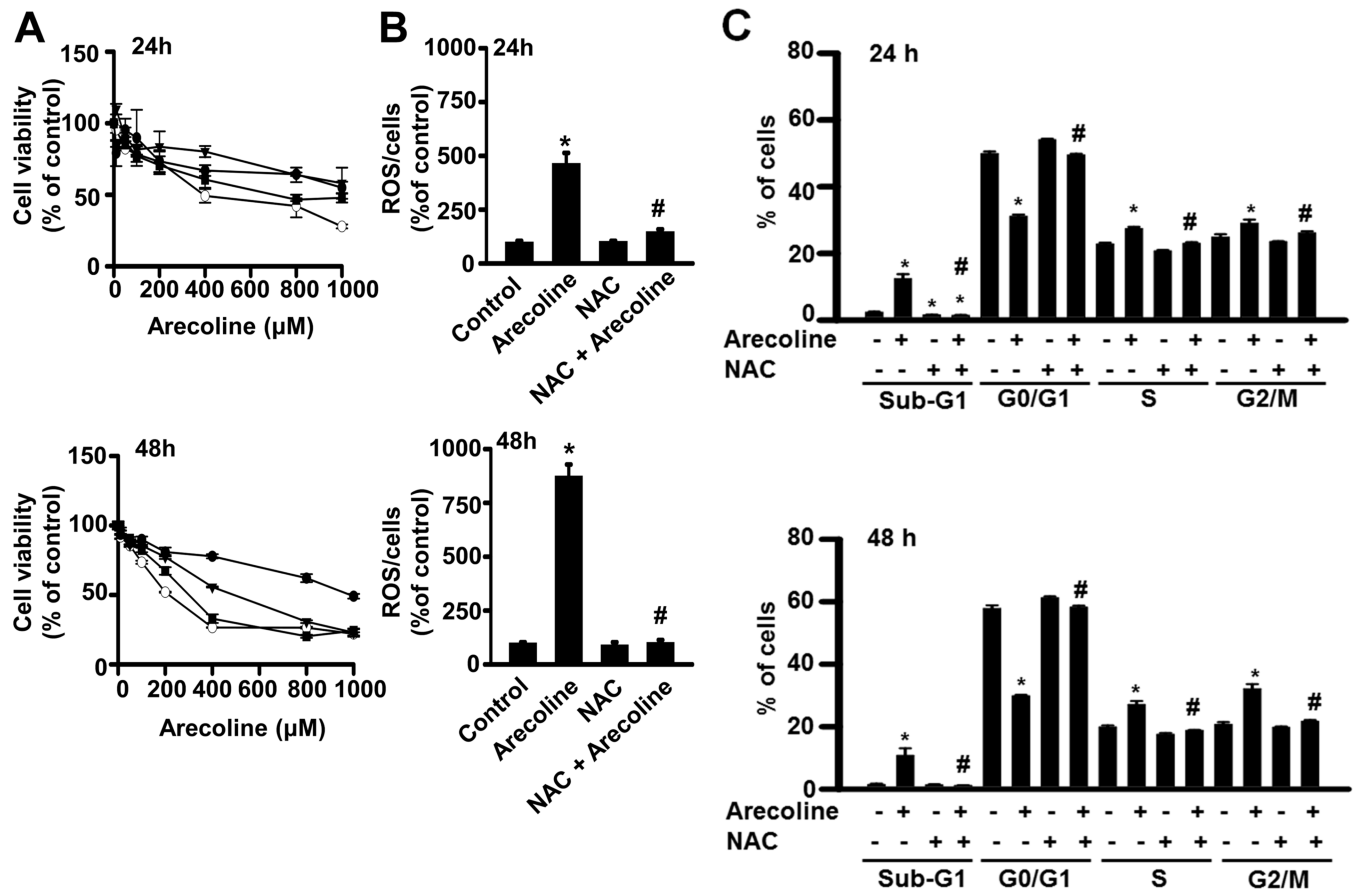 A
24h
Cell viability
(% of control)
150
100
50
0
0 200 400 600 800 1000
Arecoline (µM)
48h
Cell viability
(% of control)
150
100
50
0
0 200 400 600 800 1000
Arecoline (µM)
B
24h
ROS/cells
(%of control)
1000
750
500
250
0
*
#
Control
Arecoline
NAC
NAC + Arecoline
48h
ROS/cells
(%of control)
1000
750
500
250
0
*
#
Control
Arecoline
NAC
NAC + Arecoline
C
24 h
% of cells
80
60
40
20
0
* * * # * # * # * #
Arecoline - + - + - + - + - + - + - + - +
NAC - - + + - - + + - - + + - - + +
Sub-G1 G0/G1 S G2/M
48 h
% of cells
80
60
40
20
0
* # * # * # * #
Arecoline - + - + - + - + - + - + - + - +
NAC - - + + - - + + - - + + - - + +
Sub-G1 G0/G1 S G2/M